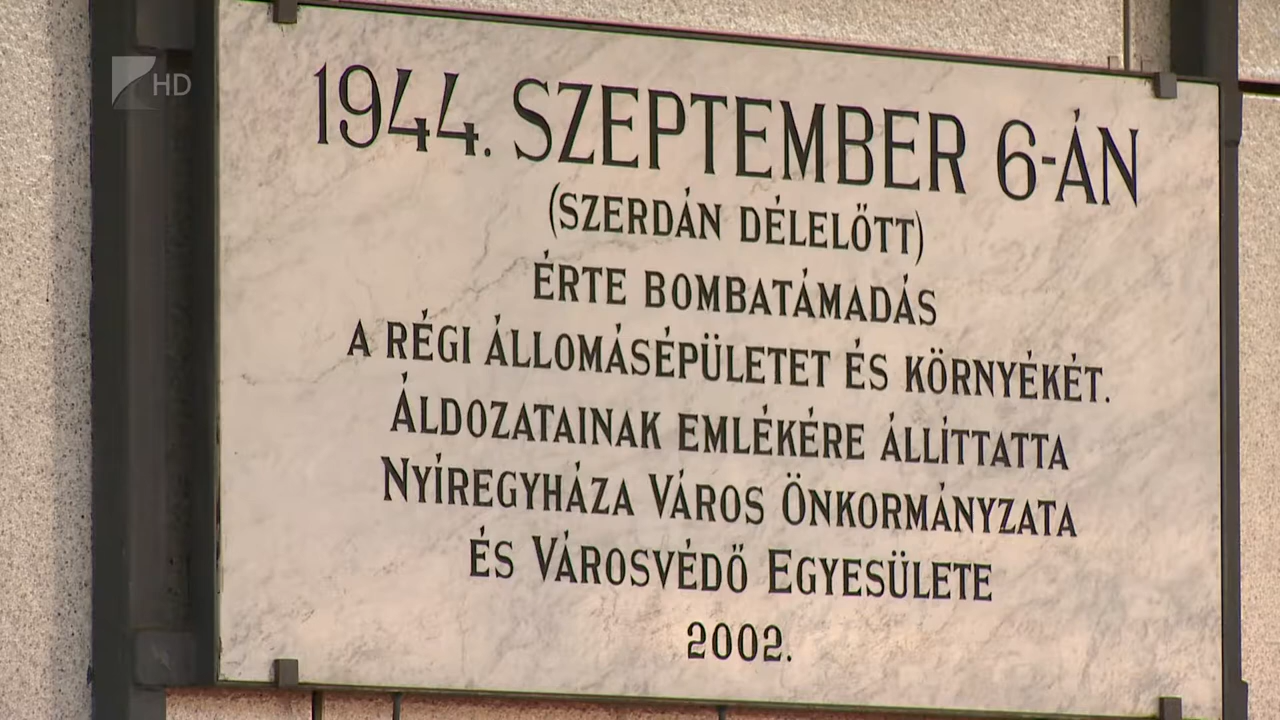 HD
1944. SZEPTEMBER 6-ÁN
(SZERDÁN DÉLELŐTT)
ÉRTE BOMBATÁMADÁS
A RÉGI ÁLLOMÁSÉPÜLETET ÉS KÖRNYÉKÉT.
ÁLDOZATAINAK EMLÉKÉRE ÁLLÍTTATTA
NYÍREGYHÁZA VÁROS ÖNKORMÁNYZATA
ÉS VÁROSVÉDŐ EGYESÜLETE
2002.